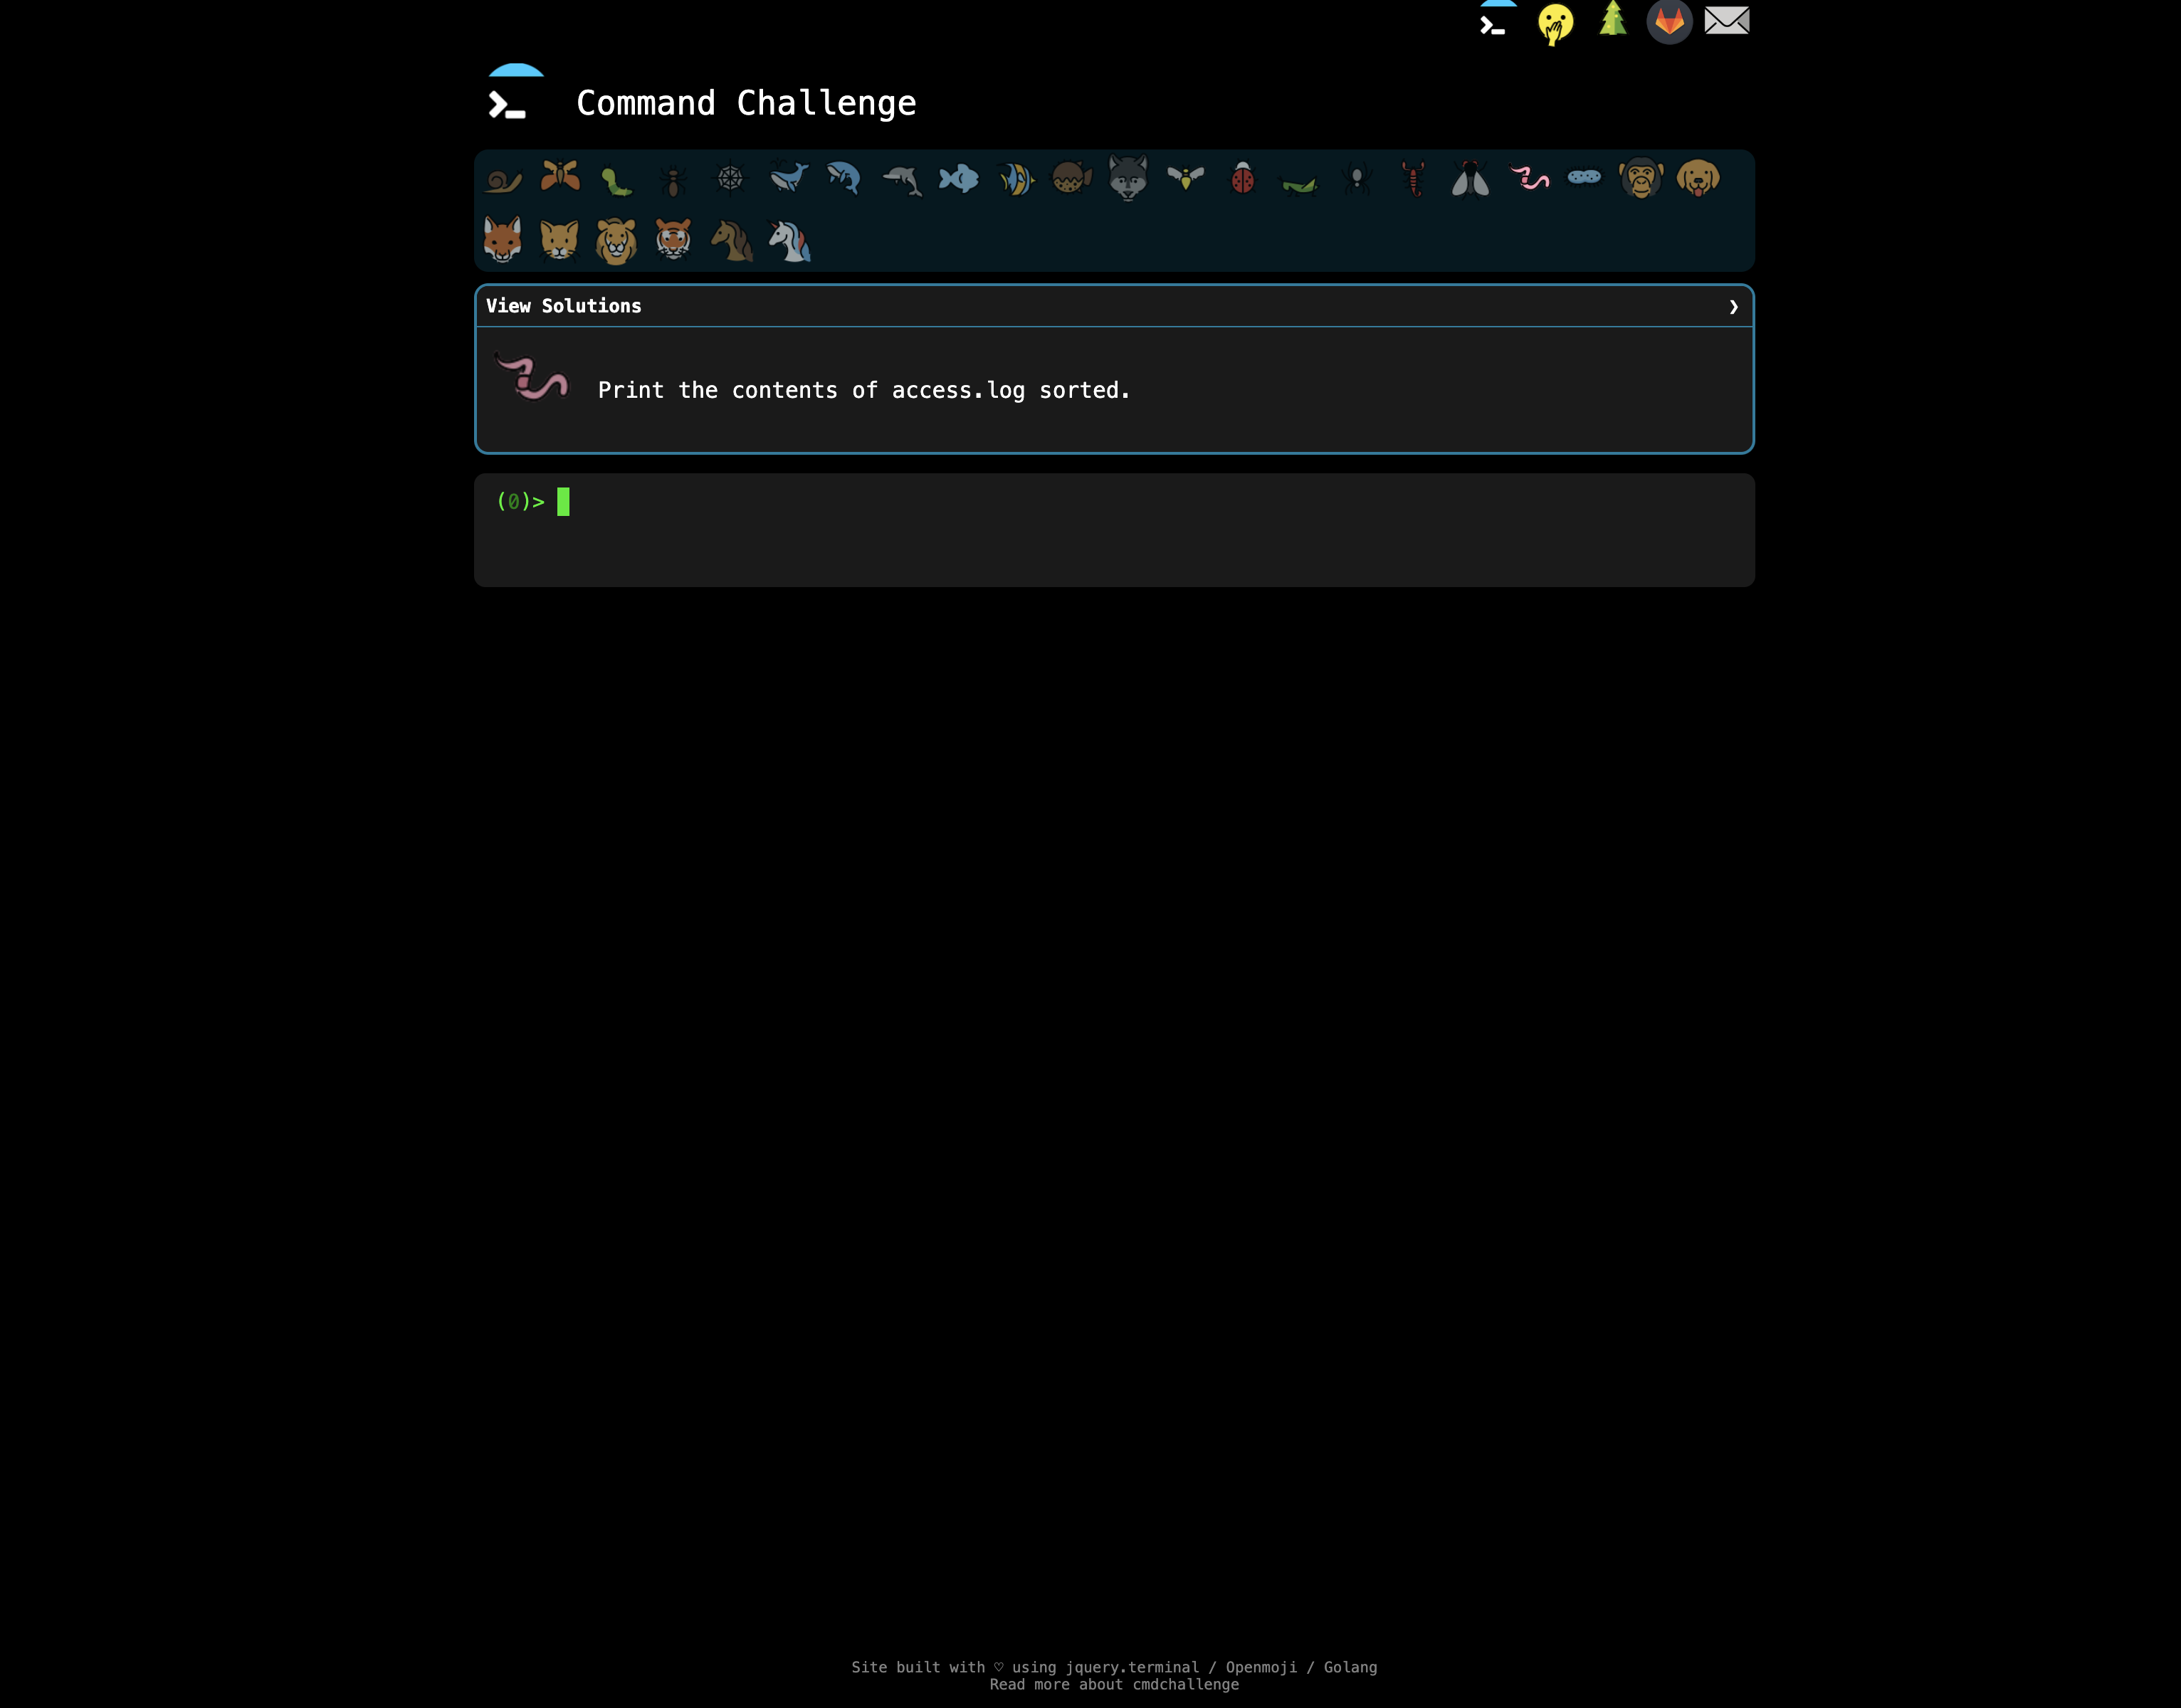 Command Challenge
View Solutions ❯
Print the contents of access.log sorted.
(0)>
Site built with ♡ using jquery.terminal / Openmoji / Golang
Read more about cmdchallenge